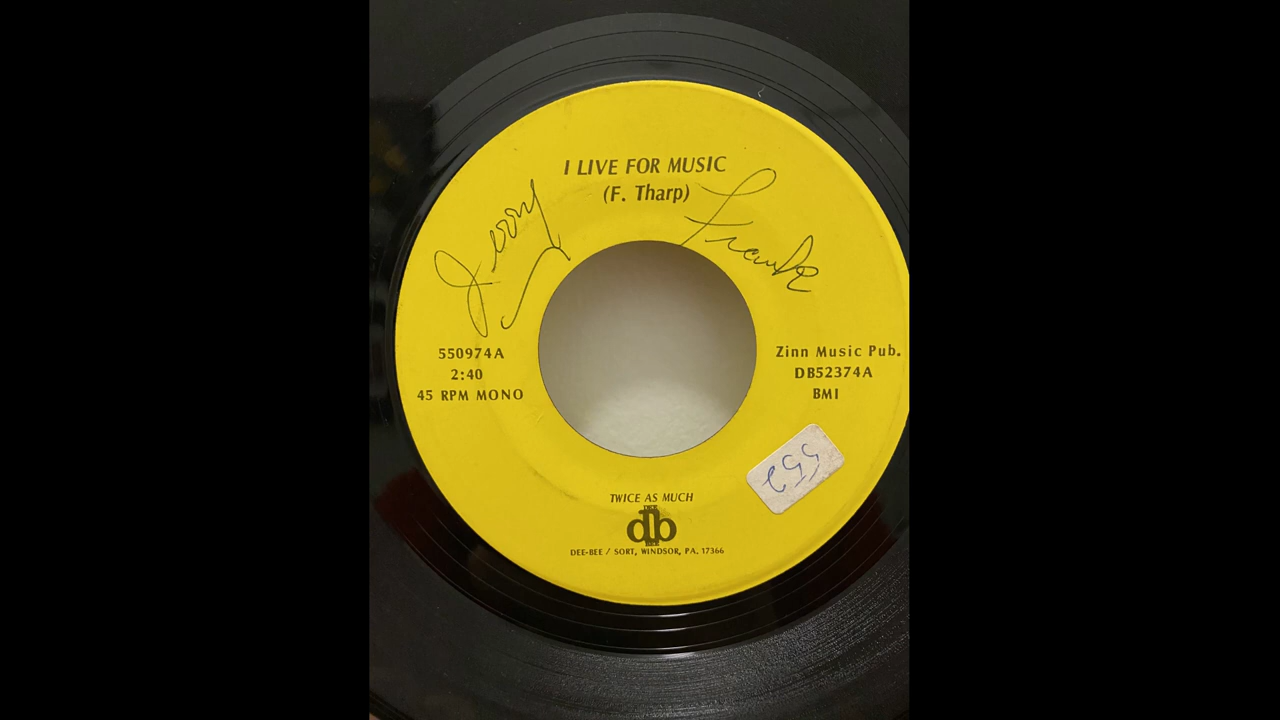 I LIVE FOR MUSIC
(F. Tharp)
Jerry
Frank
550974A
2:40
45 RPM MONO
Zinn Music Pub.
DB52374A
BMI
552
TWICE AS MUCH
db
DEE-BEE / SORT, WINDSOR, PA. 17366